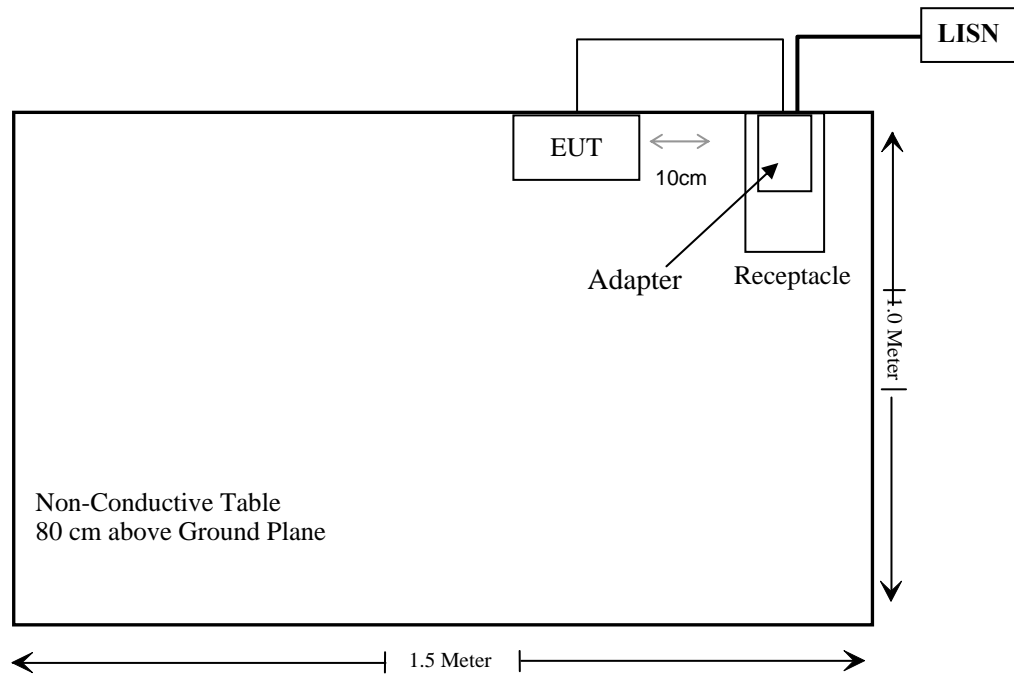 LISN
EUT
10cm
Adapter
Receptacle
1.0 Meter
Non-Conductive Table
80 cm above Ground Plane
1.5 Meter